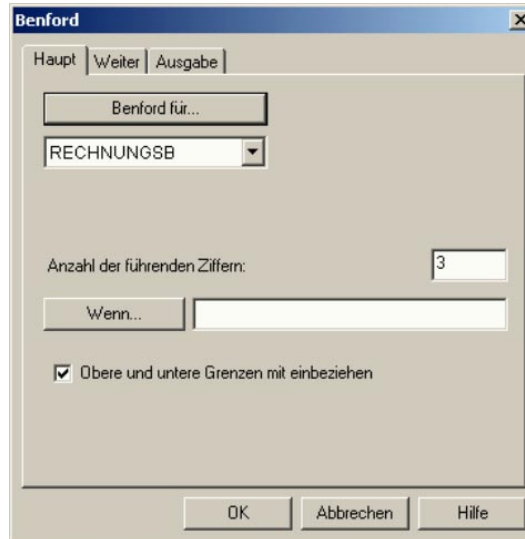 Benford
Haupt Weiter Ausgabe
Benford für...
RECHNUNGSB
Anzahl der führenden Ziffern: 3
Wenn...
Obere und untere Grenzen mit einbeziehen
OK Abbrechen Hilfe